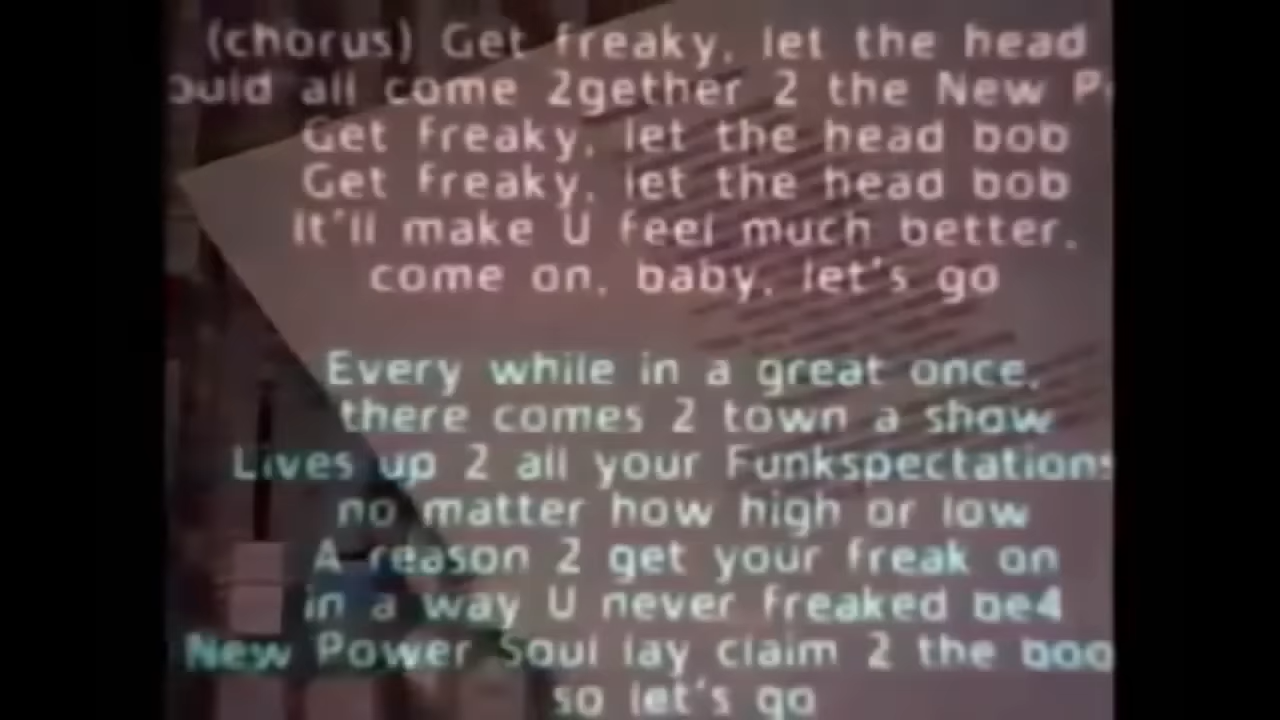 (chorus) Get freaky, let the head
all come 2gether 2 the New
Get freaky, let the head bob
Get freaky, let the head bob
It'll make U feel much better,
come on, baby, let's go
Every while in a great once,
there comes 2 town a show
Lives up 2 all your Funkspectations
no matter how high or low
A reason 2 get your freak on
in a way U never freaked be4
New Power Soul lay claim 2 the
so let's go